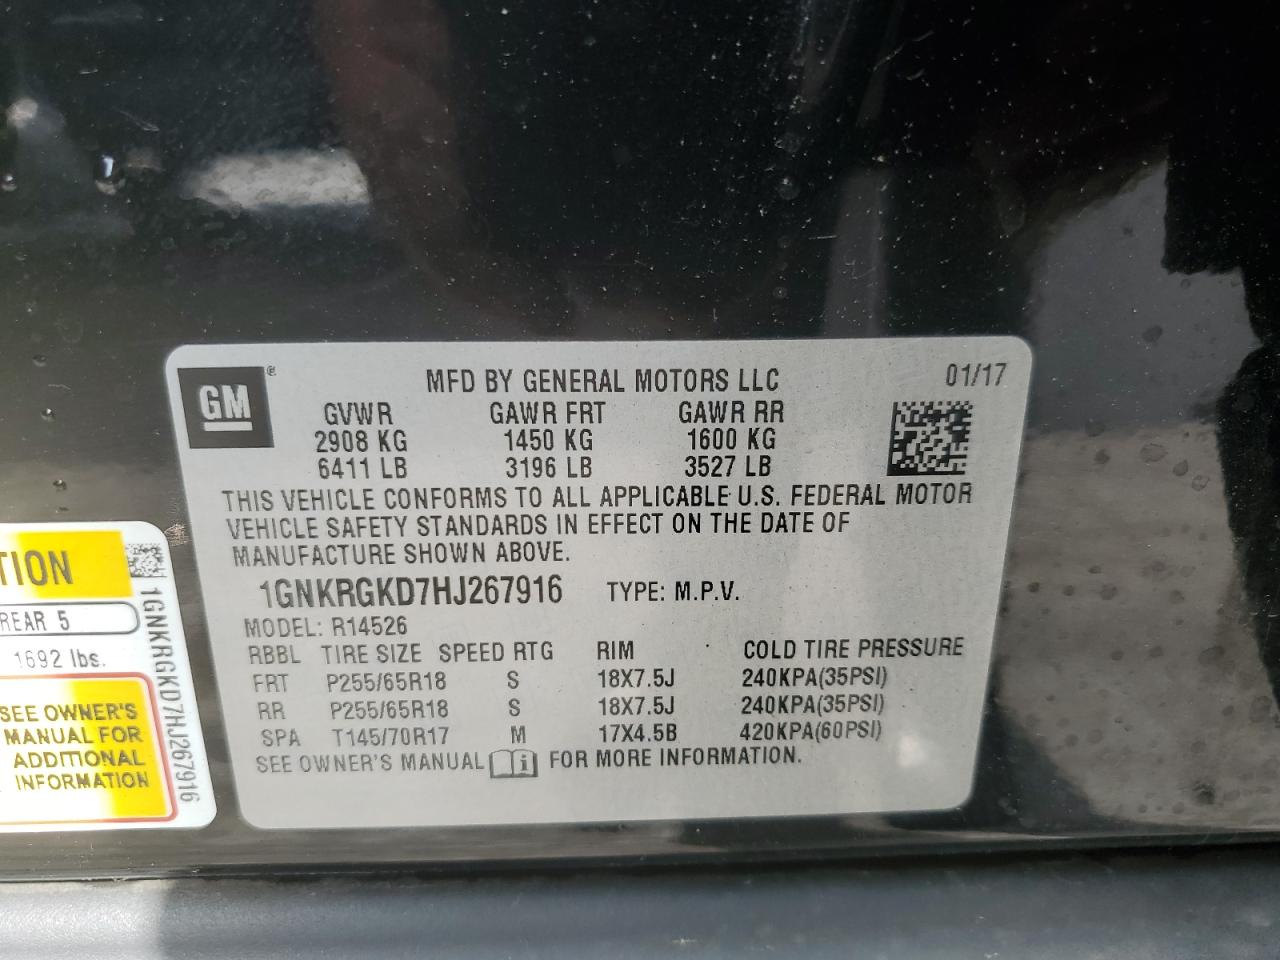 GM ®
MFD BY GENERAL MOTORS LLC 01/17
GVWR GAWR FRT GAWR RR
2908 KG 1450 KG 1600 KG
6411 LB 3196 LB 3527 LB
THIS VEHICLE CONFORMS TO ALL APPLICABLE U.S. FEDERAL MOTOR
VEHICLE SAFETY STANDARDS IN EFFECT ON THE DATE OF
MANUFACTURE SHOWN ABOVE.
1GNKRGKD7HJ267916 TYPE: M.P.V.
MODEL: R14526
RBBL TIRE SIZE SPEED RTG RIM COLD TIRE PRESSURE
FRT P255/65R18 S 18X7.5J 240KPA(35PSI)
RR P255/65R18 S 18X7.5J 240KPA(35PSI)
SPA T145/70R17 M 17X4.5B 420KPA(60PSI)
SEE OWNER'S MANUAL i FOR MORE INFORMATION.
TION
REAR 5
1692 lbs.
SEE OWNER'S
MANUAL FOR
ADDITIONAL
INFORMATION
1GNKRGKD7HJ267916